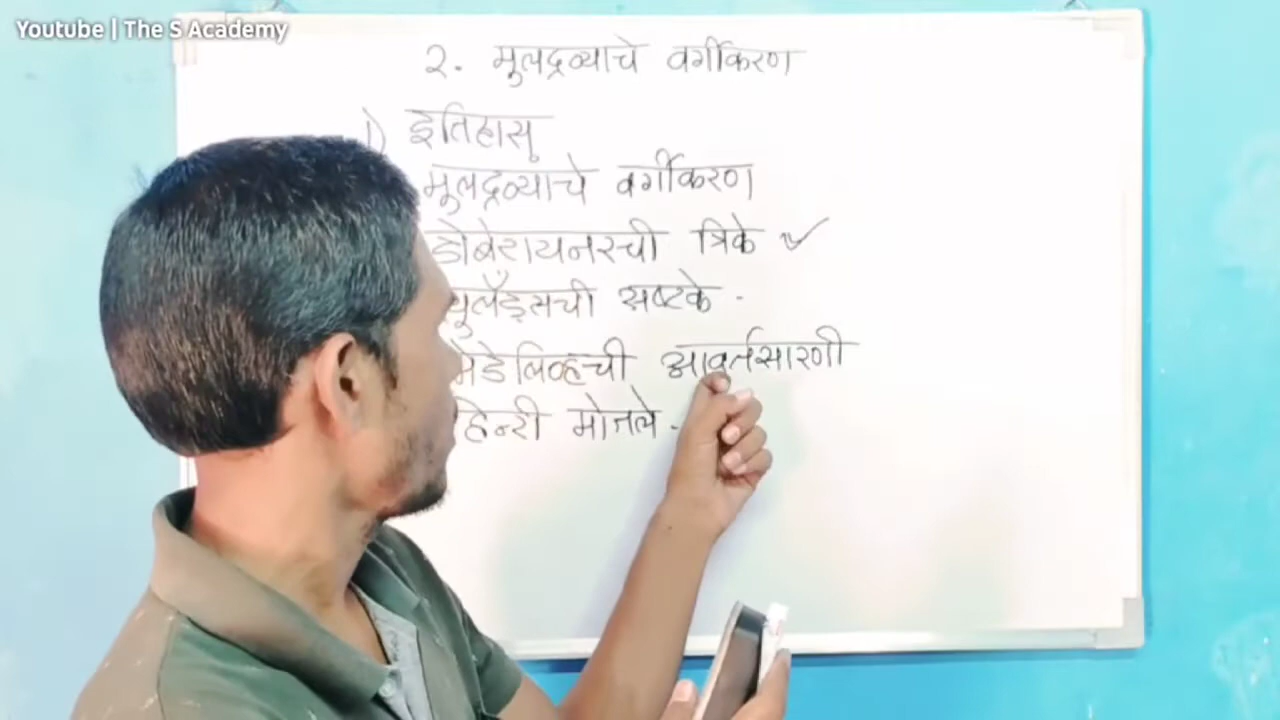 Youtube | The S Academy
२. मुलद्रव्याचे वर्गीकरण
1) इतिहास
मुलद्रव्याचे वर्गीकरण
डोबेरायनरची त्रिके ✓
न्युलँड्सची अष्टके -
मेंडेलिव्हची आवर्तसारणी
हेन्री मोजले -